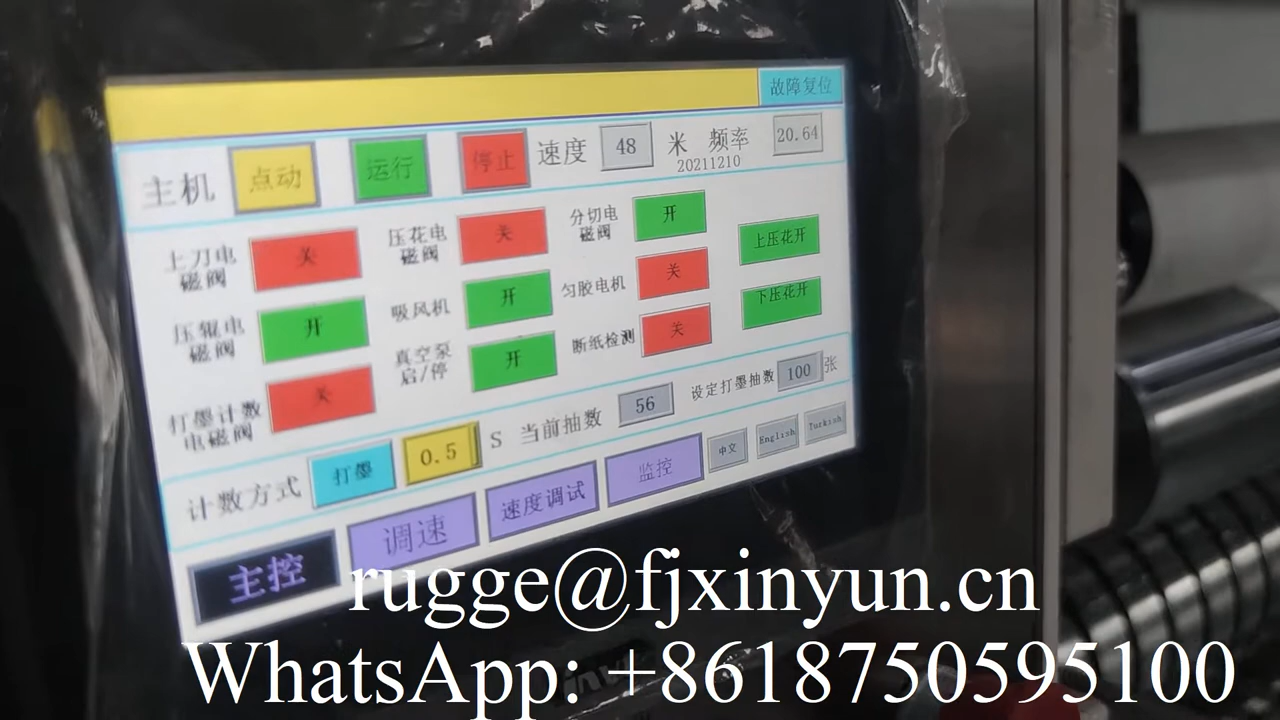 故障复位
主机 点动 运行 停止 速度 48 米 频率 20.64
20211210
上刀电磁阀 关 压花电磁阀 关 分切电磁阀 开 上压花开
压辊电磁阀 开 吸风机 开 匀胶电机 关 下压花开
打墨计数电磁阀 关 真空泵启/停 开 断纸检测 关
计数方式 打墨 0.5 S 当前抽数 56 设定打墨抽数 100 张
主控 调速 速度调试 监控 中文 English Turkish
rugge@fjxinyun.cn
WhatsApp: +8618750595100